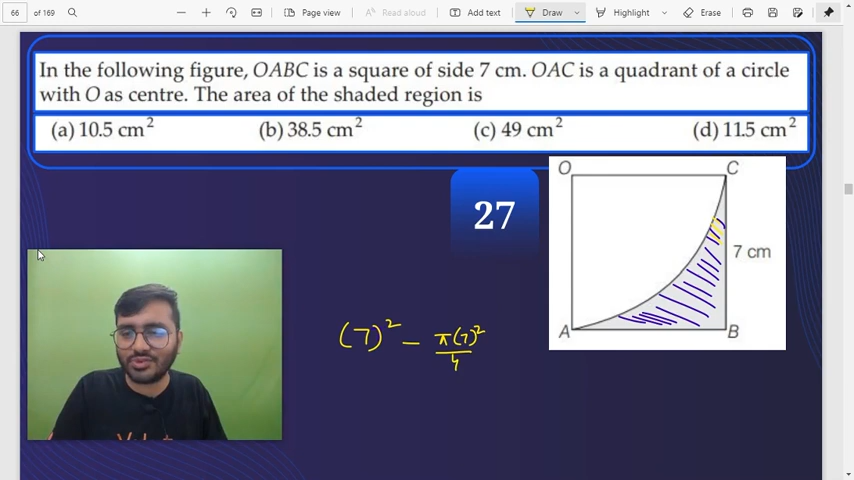 66 of 169 Page view Read aloud Add text Draw Highlight Erase
In the following figure, OABC is a square of side 7 cm. OAC is a quadrant of a circle
with O as centre. The area of the shaded region is
(a) 10.5 cm² (b) 38.5 cm² (c) 49 cm² (d) 11.5 cm²
27
O C
7 cm
A B
(7)² − π(7)²/4